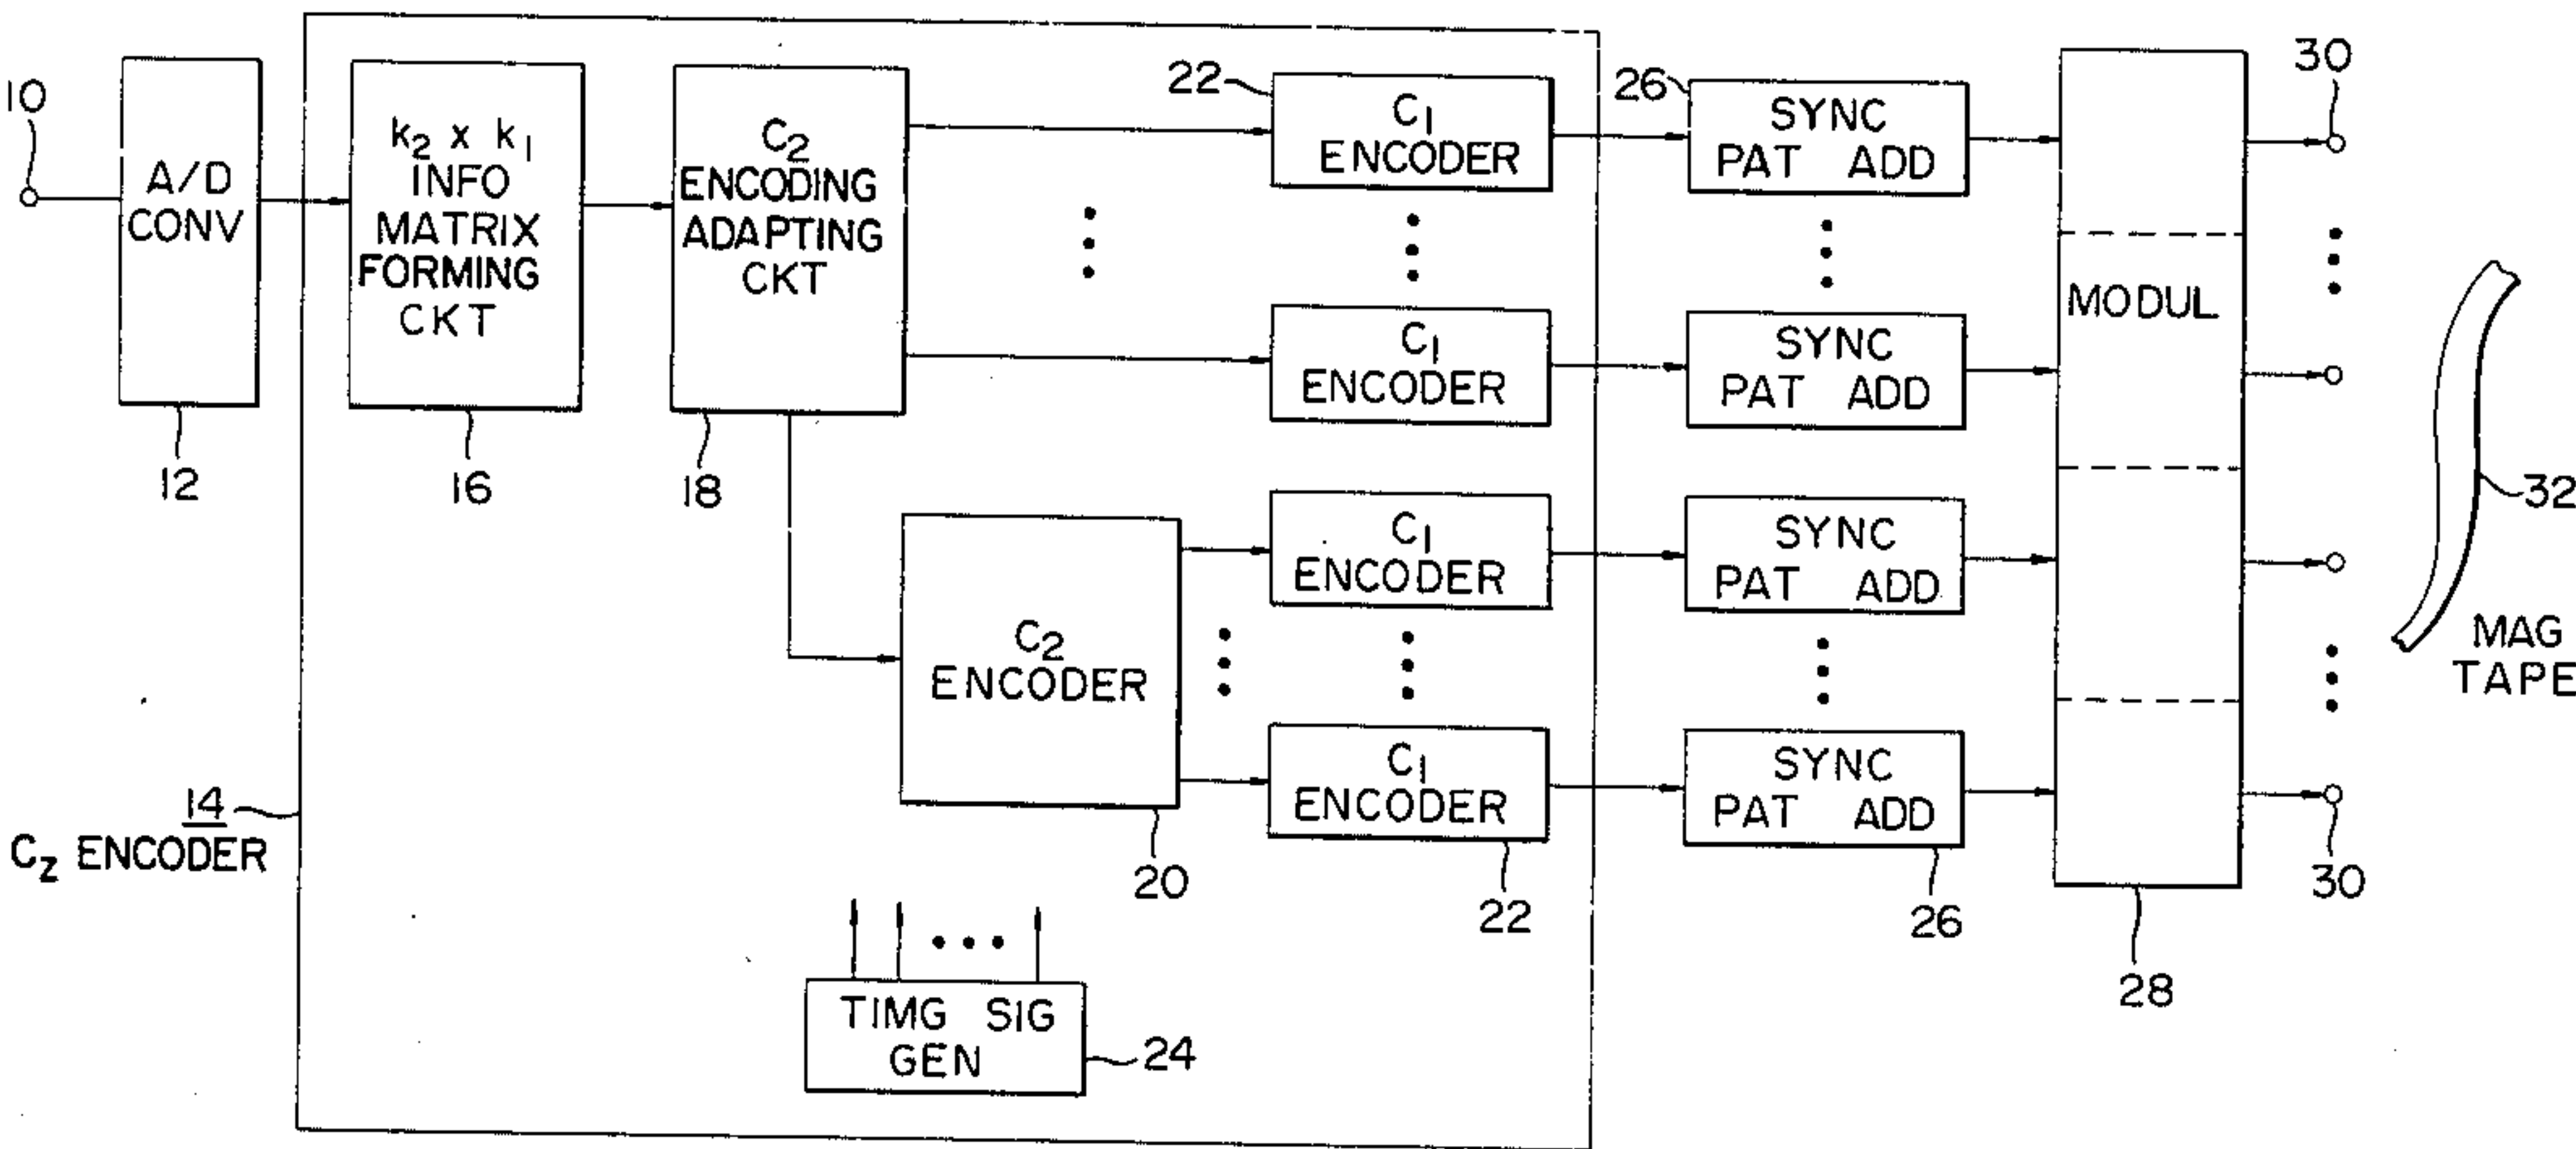 10
A/D
CONV
12
k₂ x k₁
INFO
MATRIX
FORMING
CKT
16
C₂
ENCODING
ADAPTING
CKT
18
22
C₁
ENCODER
C₁
ENCODER
C₂
ENCODER
20
C₁
ENCODER
C₁
ENCODER
22
14
C_z ENCODER
TIMG SIG
GEN
24
26
SYNC
PAT ADD
SYNC
PAT ADD
SYNC
PAT ADD
SYNC
PAT ADD
26
MODUL
28
30
30
32
MAG
TAPE